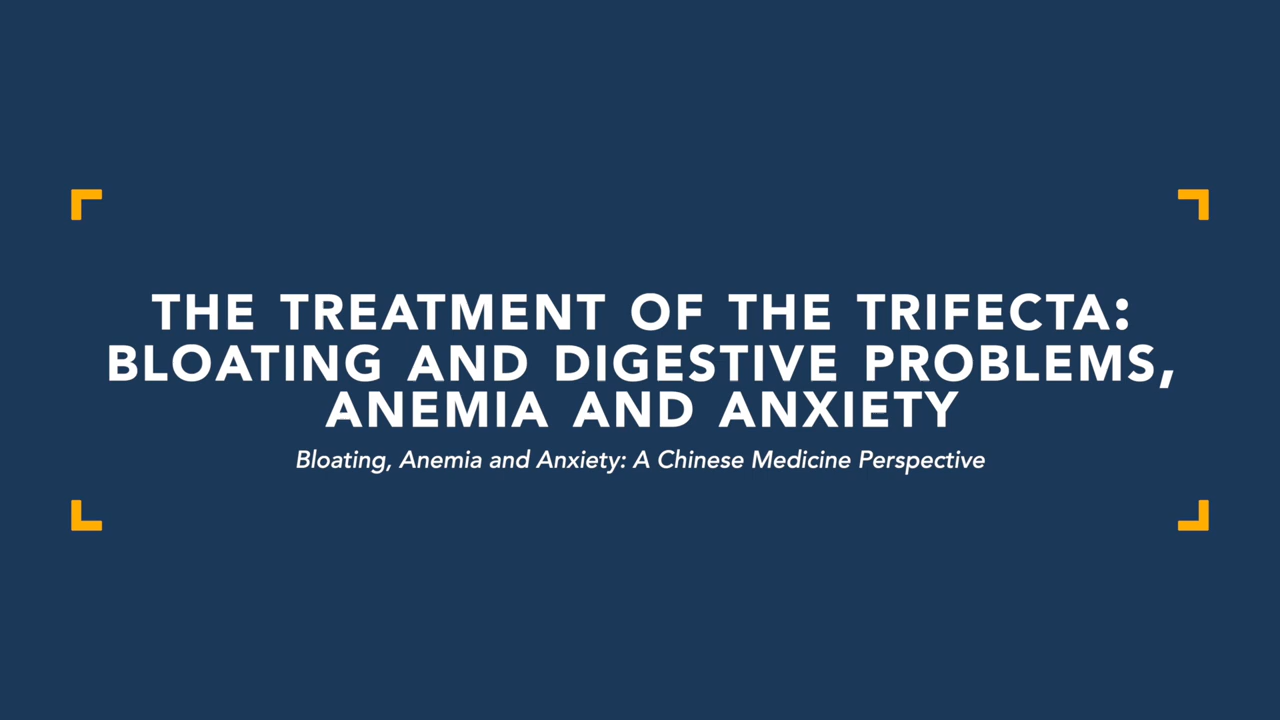 THE TREATMENT OF THE TRIFECTA:
BLOATING AND DIGESTIVE PROBLEMS,
ANEMIA AND ANXIETY
Bloating, Anemia and Anxiety: A Chinese Medicine Perspective